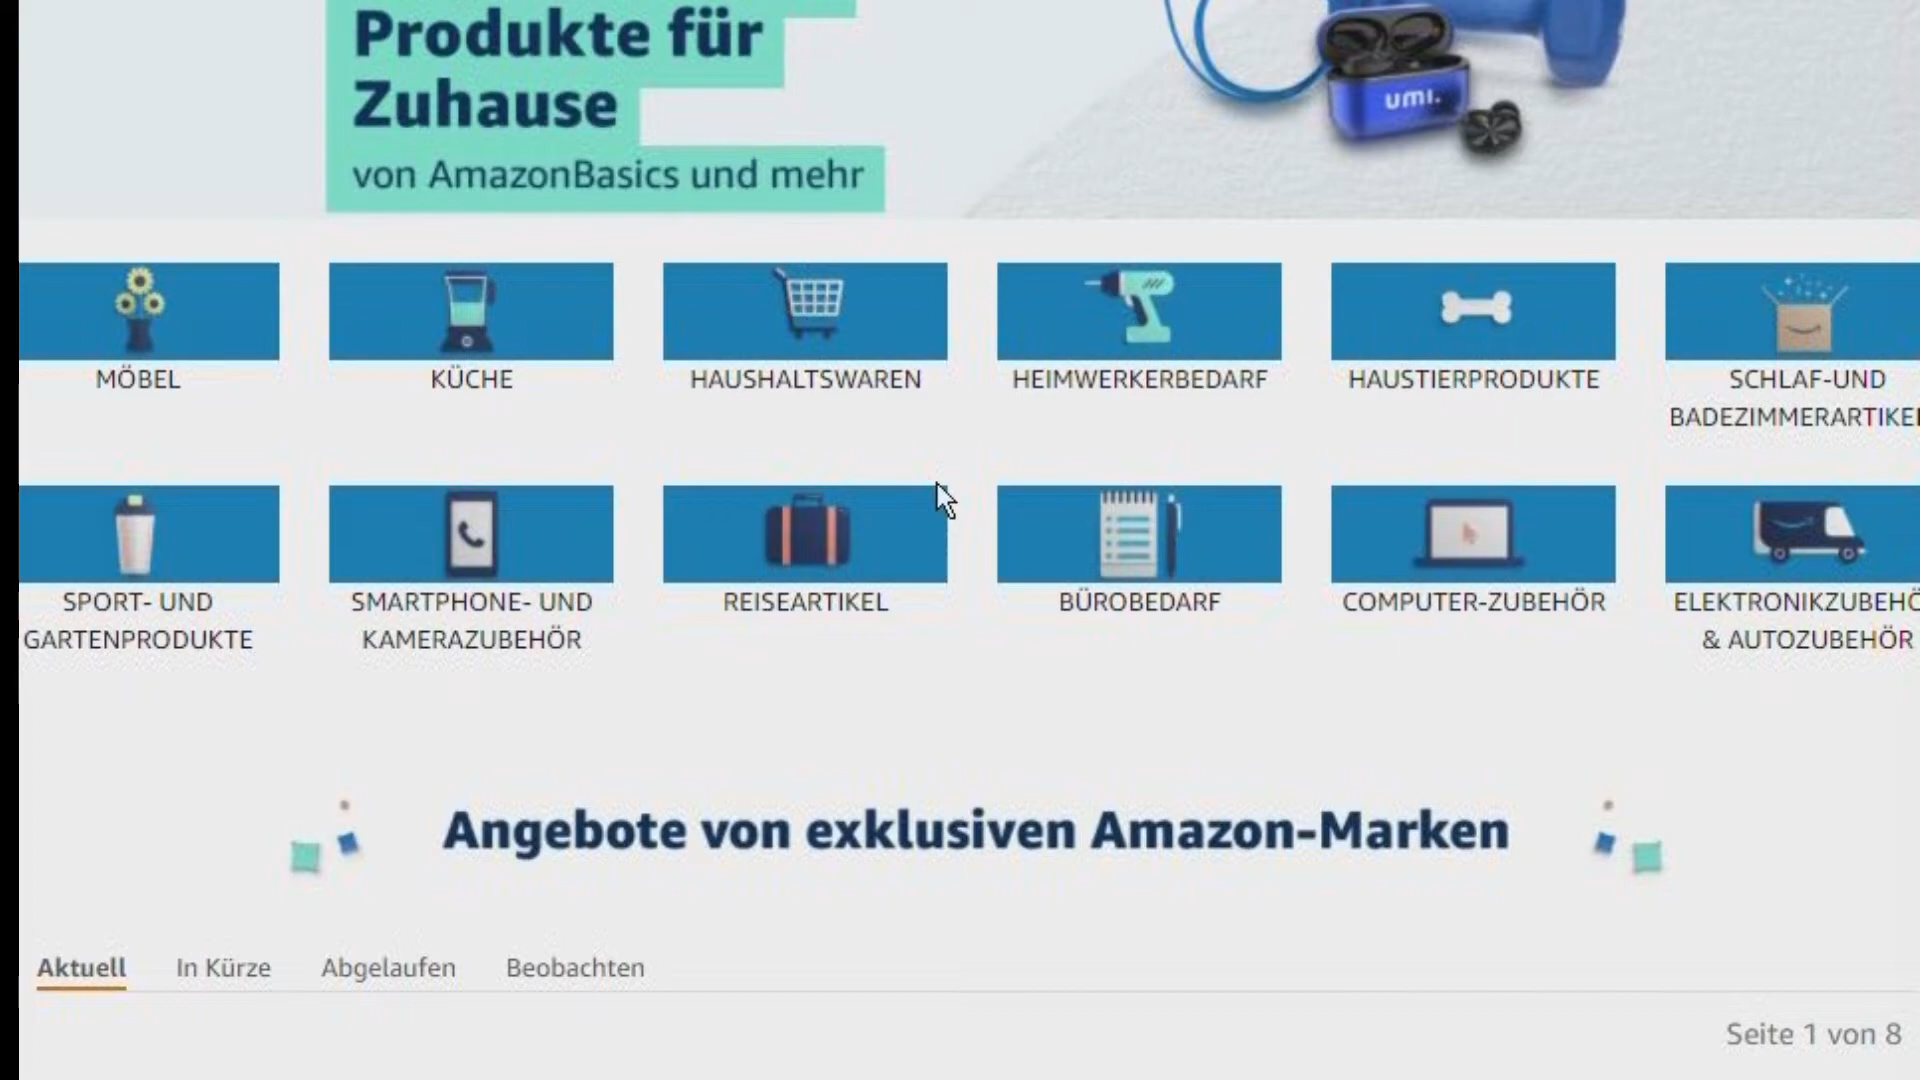 Produkte für
Zuhause
von AmazonBasics und mehr
umi.
MÖBEL
KÜCHE
HAUSHALTSWAREN
HEIMWERKERBEDARF
HAUSTIERPRODUKTE
SCHLAF-UND
BADEZIMMERARTIKEL
SPORT- UND
GARTENPRODUKTE
SMARTPHONE- UND
KAMERAZUBEHÖR
REISEARTIKEL
BÜROBEDARF
COMPUTER-ZUBEHÖR
ELEKTRONIKZUBEHÖ
& AUTOZUBEHÖR
Angebote von exklusiven Amazon-Marken
Aktuell
In Kürze
Abgelaufen
Beobachten
Seite 1 von 8